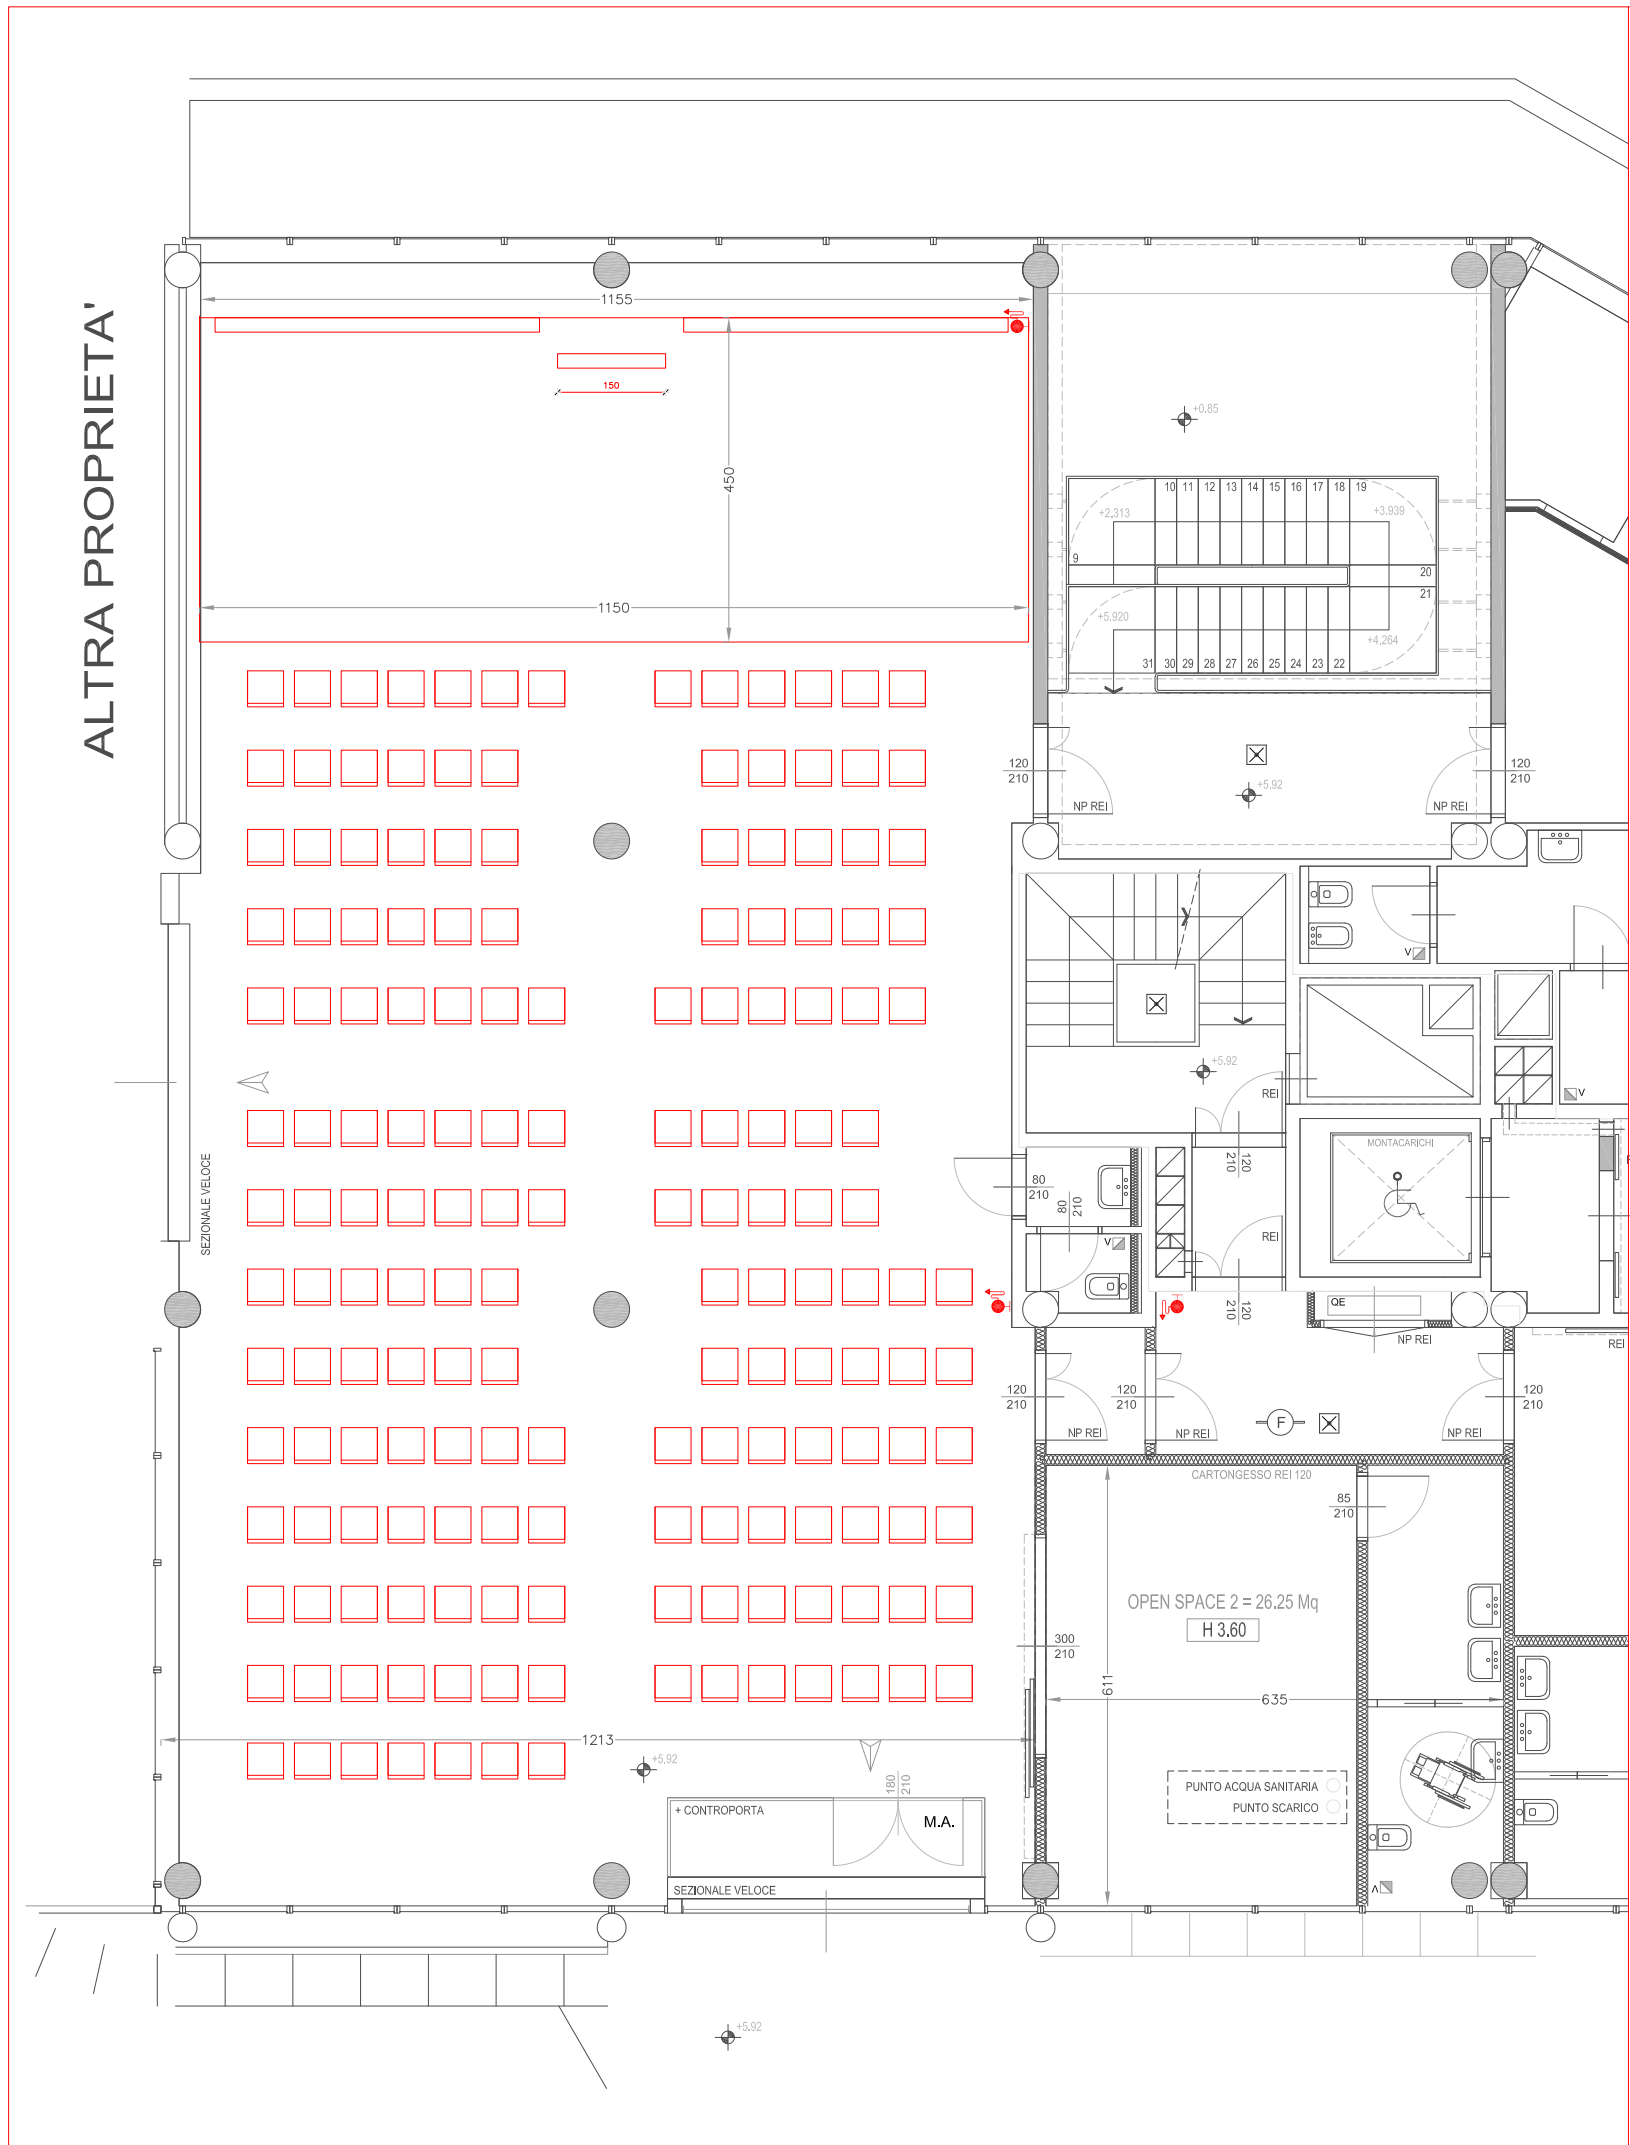 ALTRA PROPRIETA'
1155
150
450
1150
+0.85
10 11 12 13 14 15 16 17 18 19
+2.313
+3.939
9
20
21
+5.920
+4.264
31 30 29 28 27 26 25 24 23 22
120
210
NP REI
+5.92
NP REI
120
210
V
+5.92
REI
V
120
210
MONTACARICHI
SEZIONALE VELOCE
80
210
80
210
V
REI
120
210
QE
NP REI
REI
120
210
NP REI
120
210
NP REI
F
NP REI
120
210
CARTONGESSO REI 120
85
210
OPEN SPACE 2 = 26.25 Mq
H 3.60
300
210
611
635
1213
+5.92
180
210
+ CONTROPORTA
M.A.
PUNTO ACQUA SANITARIA
PUNTO SCARICO
SEZIONALE VELOCE
V
+5.92